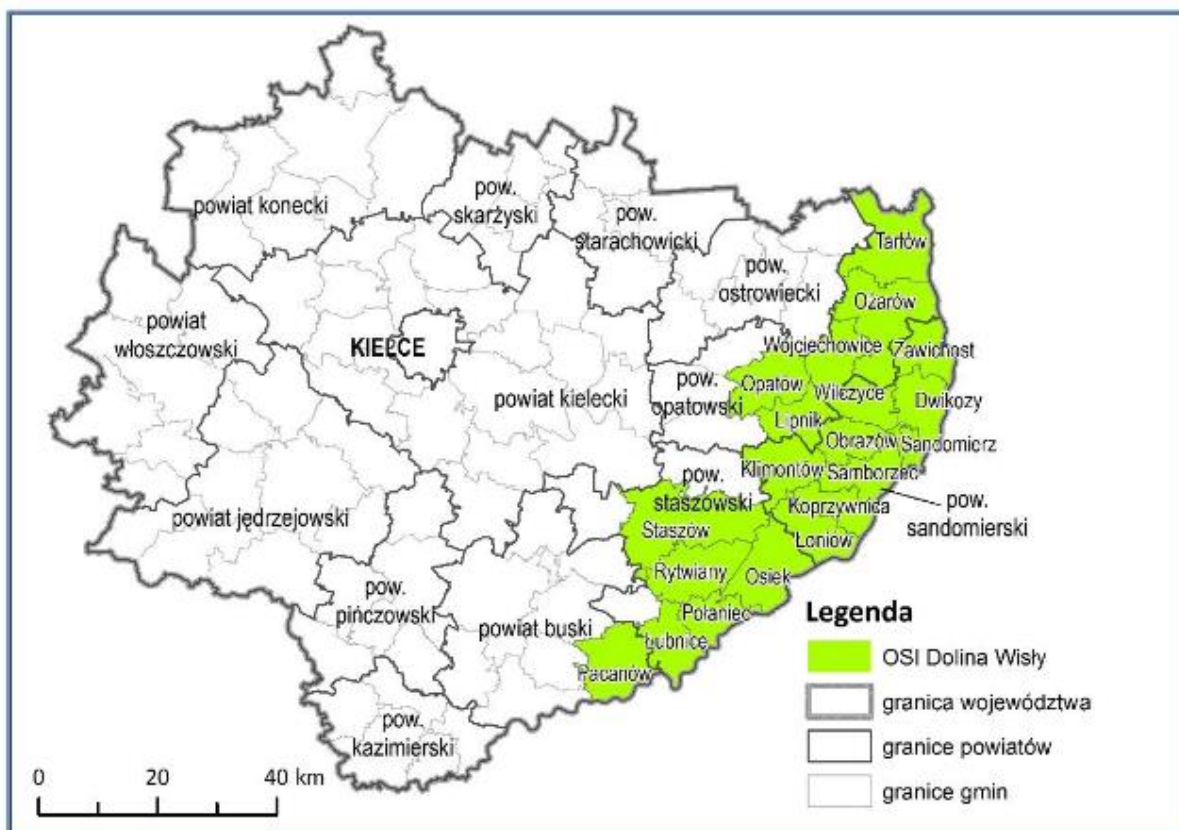 powiat konecki
pow.
skarżyski
pow.
starachowicki
pow.
ostrowiecki
Tarłów
Ożarów
powiat
włoszczowski
KIELCE
powiat kielecki
pow.
opatowski
Wojciechowice
Zawichost
Opatów
Wilczyce
Dwikozy
Lipnik
Obrazów
Sandomierz
Klimontów
Samborzec
pow.
staszowski
Koprzywnica
pow.
sandomierski
powiat jędrzejowski
Staszów
Łoniów
Rytwiany
Osiek
pow.
pińczowski
powiat buski
Połaniec
Łubnice
Pacanów
pow.
kazimierski
Legenda
OSI Dolina Wisły
granica województwa
granice powiatów
granice gmin
0 20 40 km